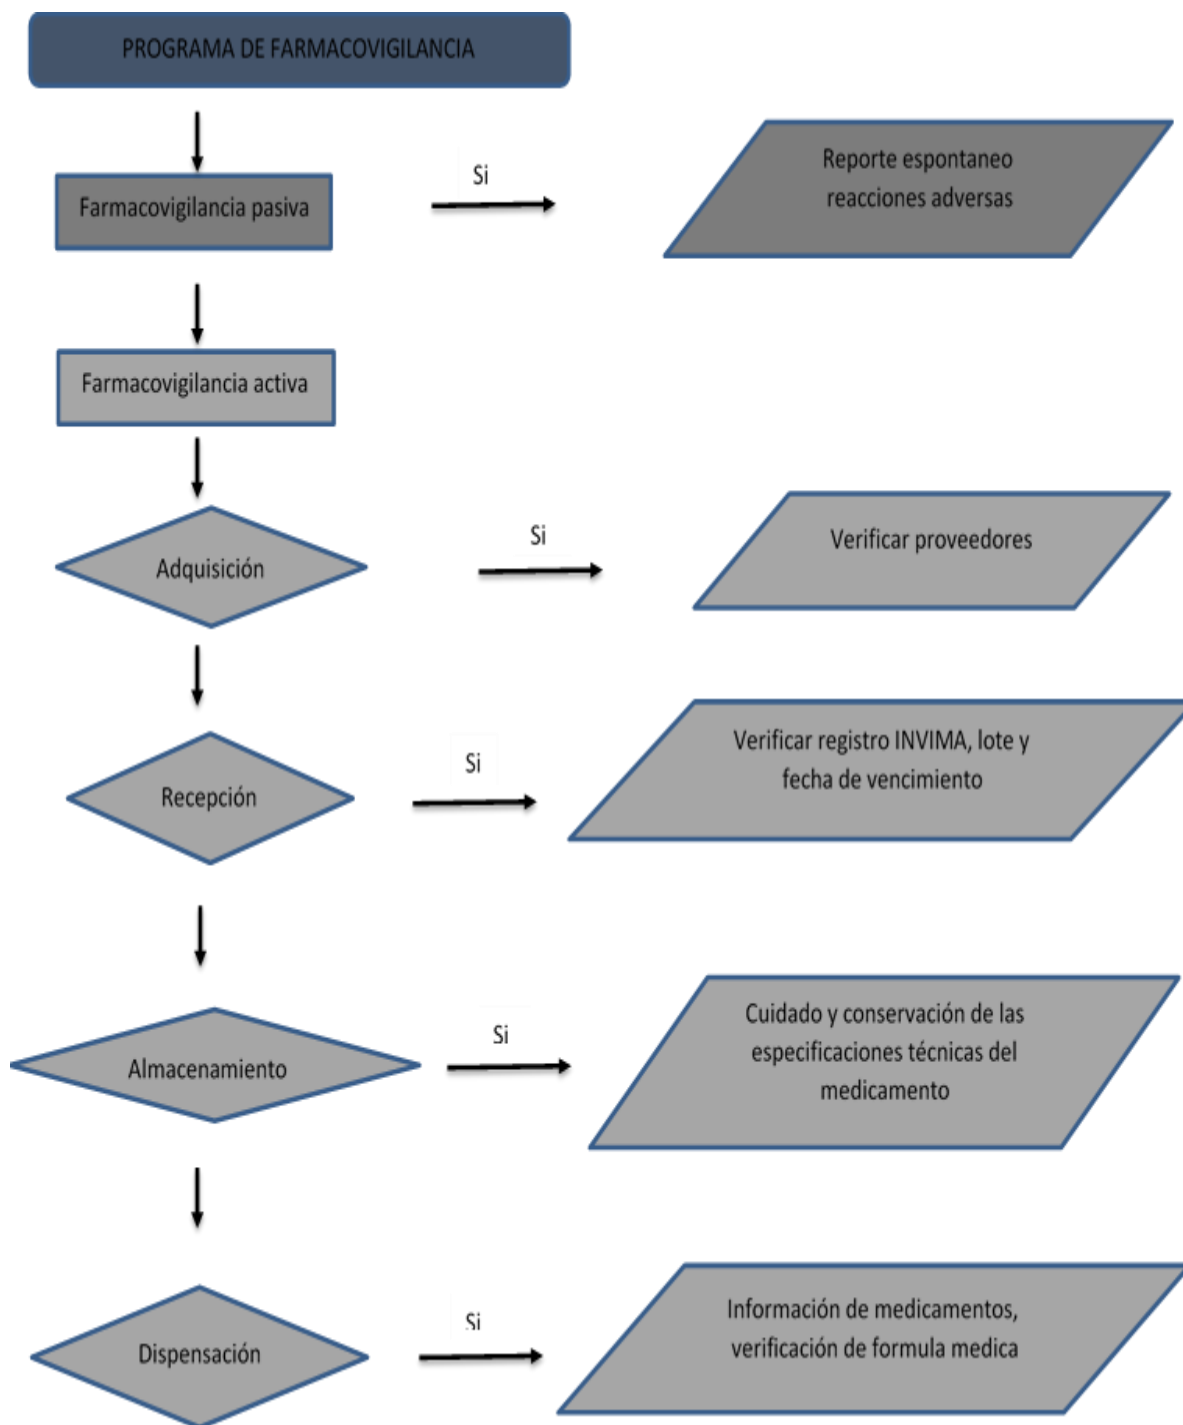 PROGRAMA DE FARMACOVIGILANCIA
Farmacovigilancia pasiva
Si
Reporte espontaneo
reacciones adversas
Farmacovigilancia activa
Adquisición
Si
Verificar proveedores
Recepción
Si
Verificar registro INVIMA, lote y
fecha de vencimiento
Almacenamiento
Si
Cuidado y conservación de las
especificaciones técnicas del
medicamento
Dispensación
Si
Información de medicamentos,
verificación de formula medica